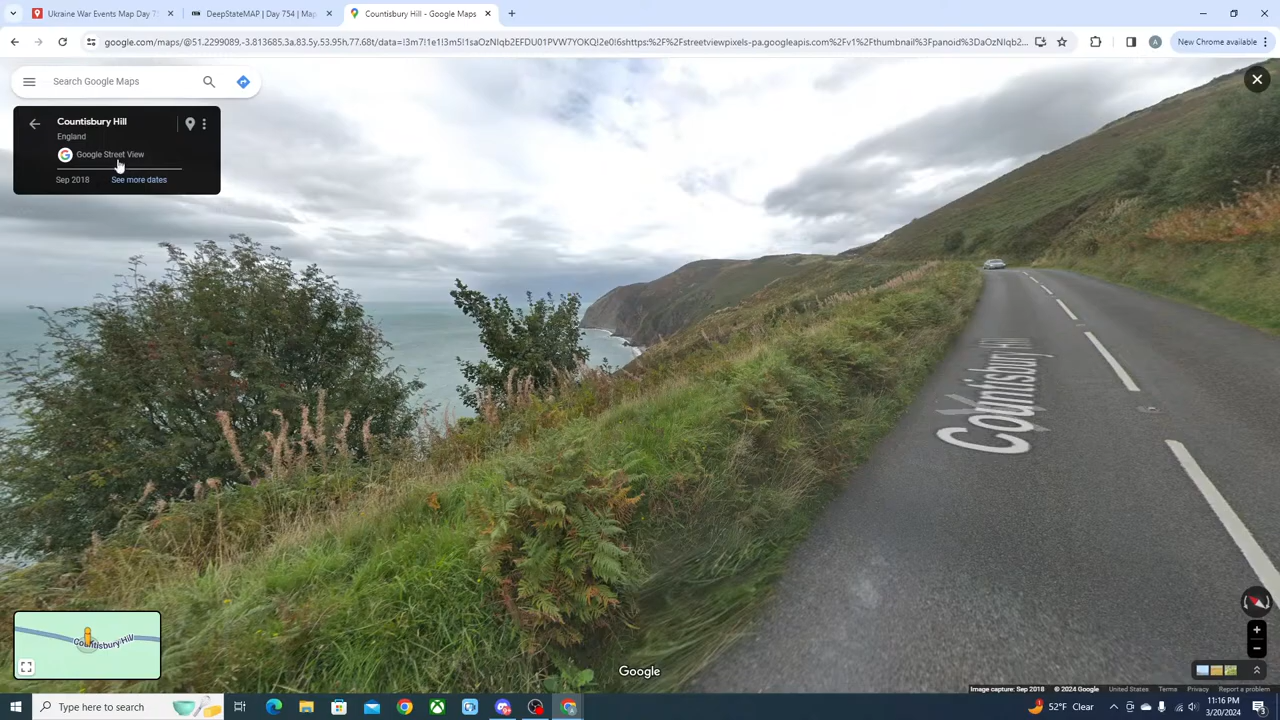 Ukraine War Events Map Day 7
DeepStateMAP | Day 754 | Map
Countisbury Hill - Google Maps
google.com/maps/@51.2299089,-3.813685,3a,83.5y,53.95h,77.68t/data=!3m7!1e1!3m5!1saOzNlqb2EFDU01PVW7YOKQ!2e0!6shttps:%2F%2Fstreetviewpixels-pa.googleapis.com%2Fv1%2Fthumbnail%3Fpanoid%3DaOzNlqb2...
New Chrome available
Search Google Maps
Countisbury Hill
England
Google Street View
Sep 2018 See more dates
Countisbury Hill
Countisbury Hill
Google
Image capture: Sep 2018 © 2024 Google United States Terms Privacy Report a problem
Type here to search
52°F Clear
11:16 PM
3/20/2024